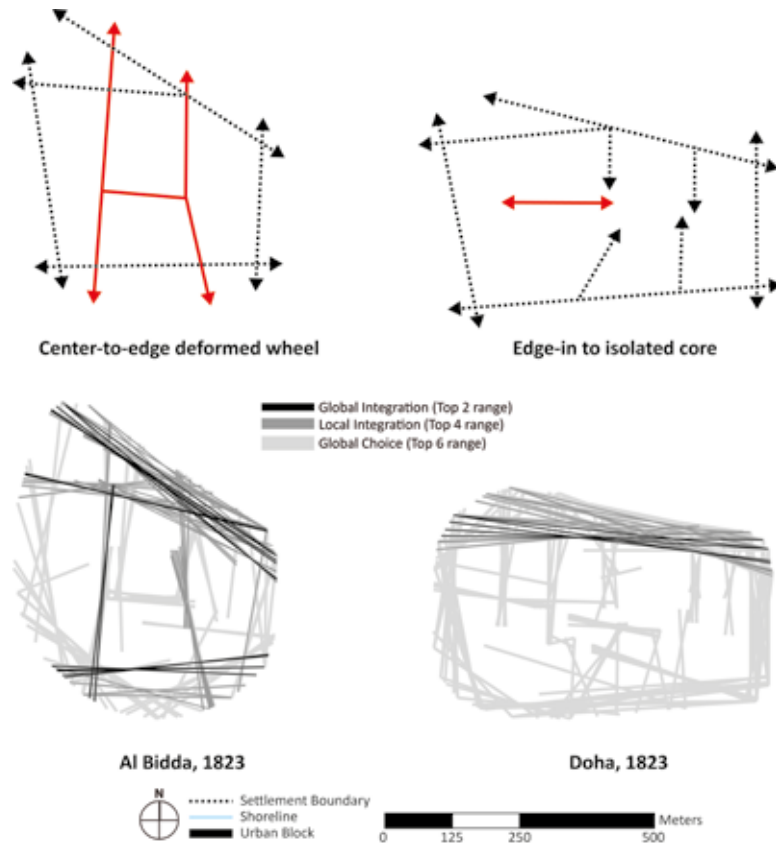 Center-to-edge deformed wheel
Edge-in to isolated core
Global Integration (Top 2 range)
Local Integration (Top 4 range)
Global Choice (Top 6 range)
Al Bidda, 1823
Doha, 1823
N
Settlement Boundary
Shoreline
Urban Block
Meters
0 125 250 500